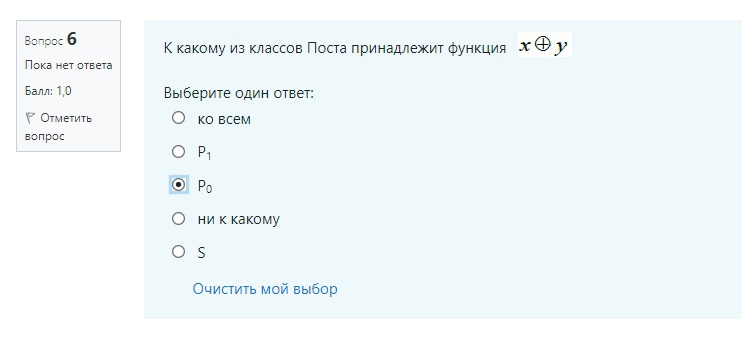 Вопрос 6
Пока нет ответа
Балл: 1,0
Отметить
вопрос
К какому из классов Поста принадлежит функция x⊕y
Выберите один ответ:
ко всем
P₁
P₀
ни к какому
S
Очистить мой выбор